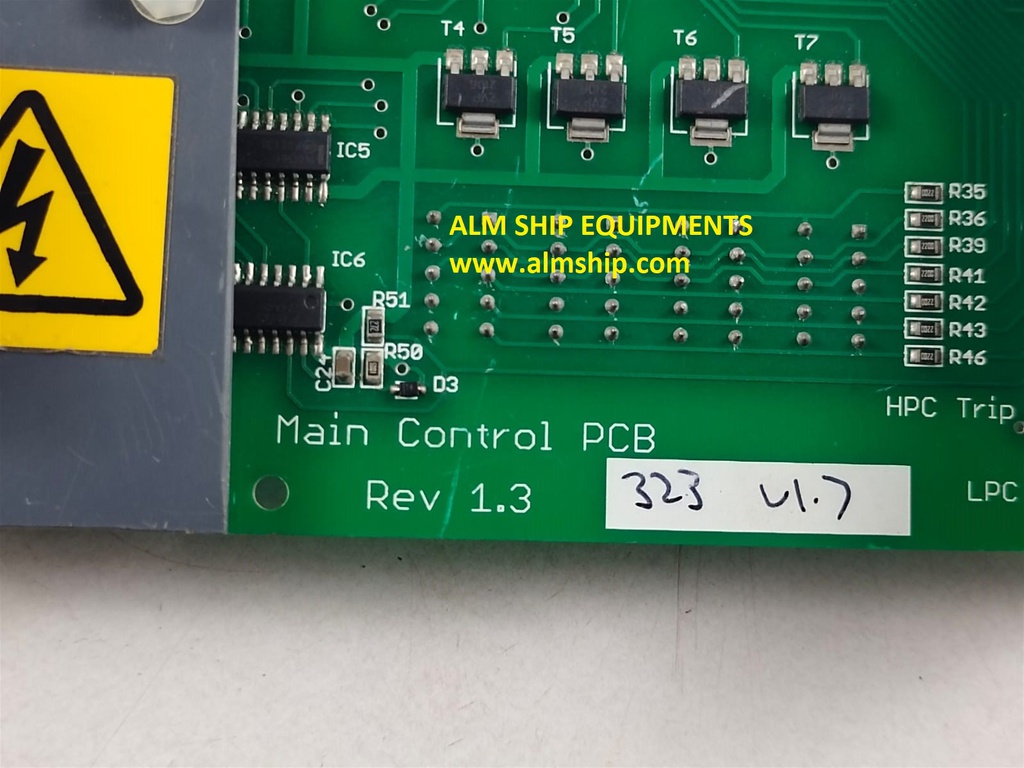 T4 T5 T6 T7
IC5
R35
R36
R39
R41
R42
R43
R46
ALM SHIP EQUIPMENTS
www.almship.com
IC6
R51
R50
C24
D3
HPC Trip
Main Control PCB
Rev 1.3
323 v1.7
LPC